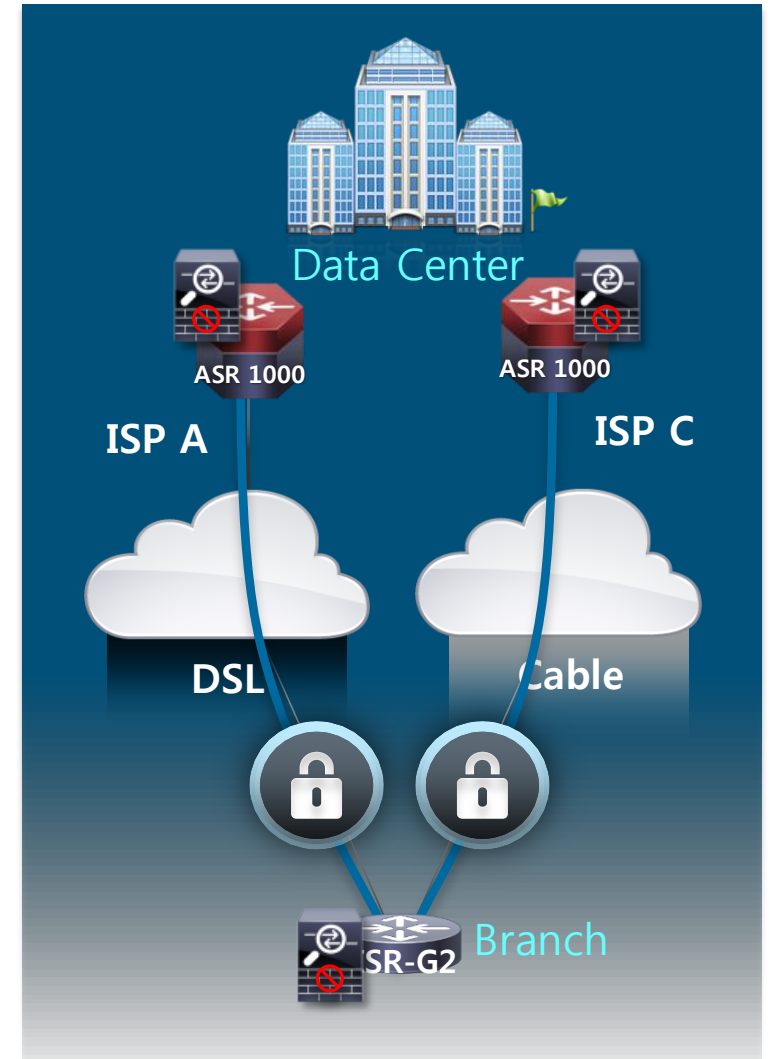 Data Center
ASR 1000
ASR 1000
ISP A
ISP C
DSL
Cable
Branch
SR-G2